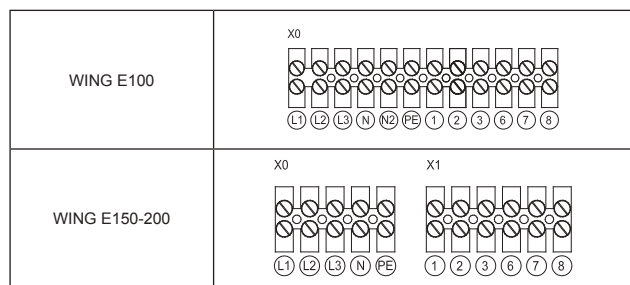 X0
WING E100
L1 L2 L3 N N2 PE 1 2 3 6 7 8
X0 X1
WING E150-200
L1 L2 L3 N PE 1 2 3 6 7 8